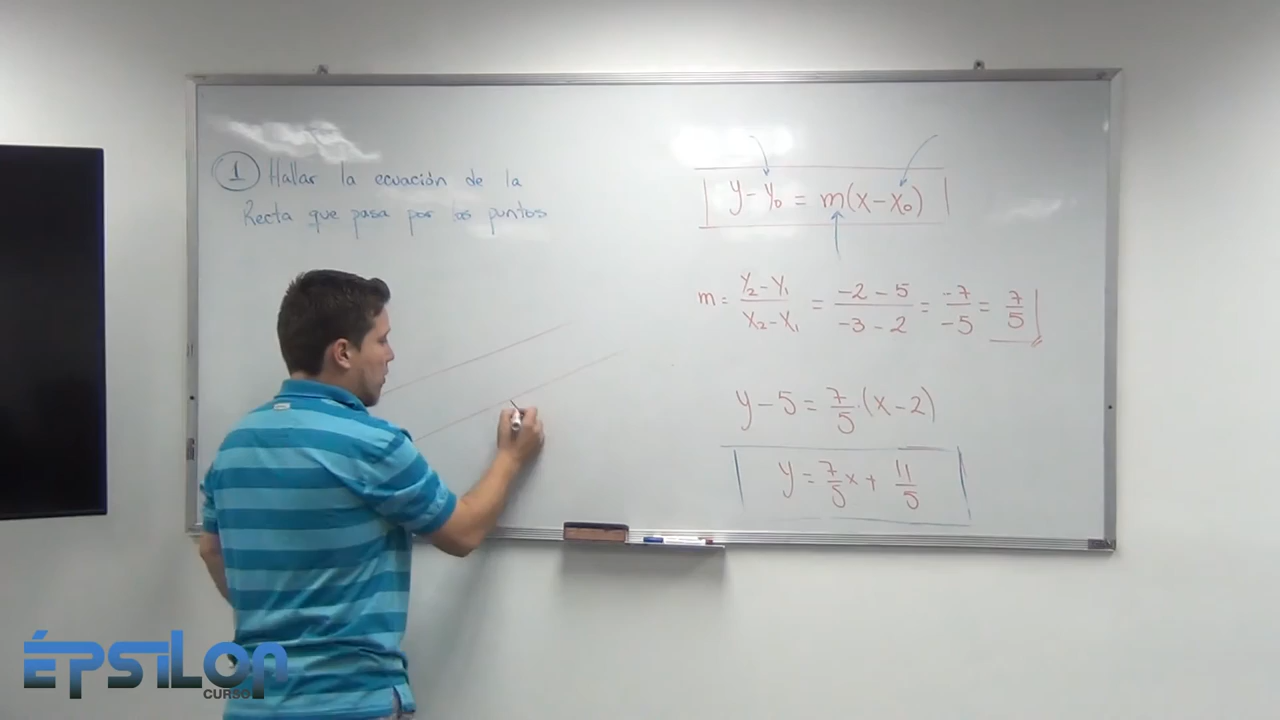 1 Hallar la ecuación de la
Recta que pasa por los puntos
y - y₀ = m(x - x₀)
m = y₂ - y₁ / x₂ - x₁ = -2 - 5 / -3 - 2 = -7 / -5 = 7 / 5
y - 5 = 7/5 · (x - 2)
y = 7/5 x + 11/5
ÉPSILON
CURSO